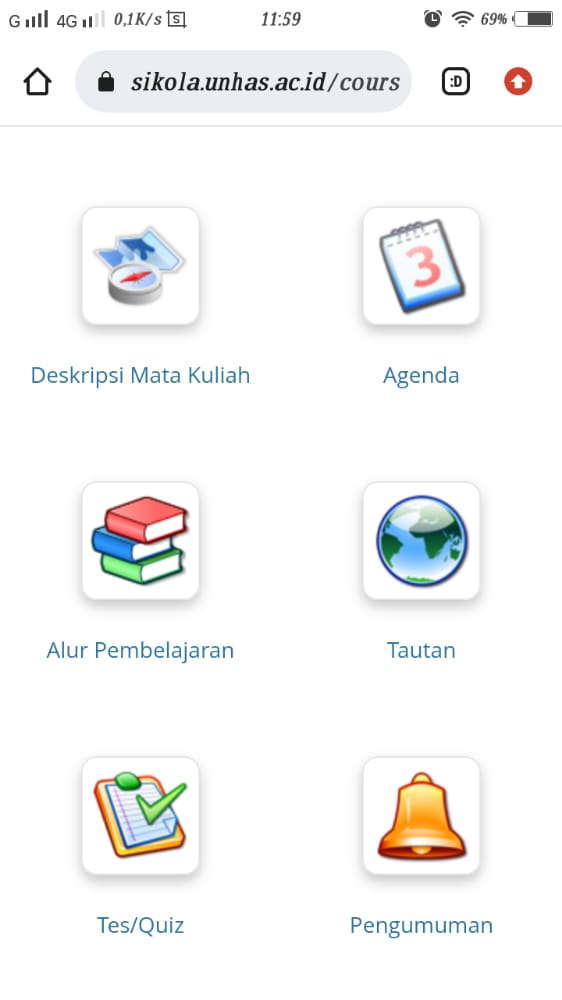 G 4G 0,1K/s S 11:59 69%
sikola.unhas.ac.id/cours :D
3
Deskripsi Mata Kuliah Agenda
Alur Pembelajaran Tautan
Tes/Quiz Pengumuman